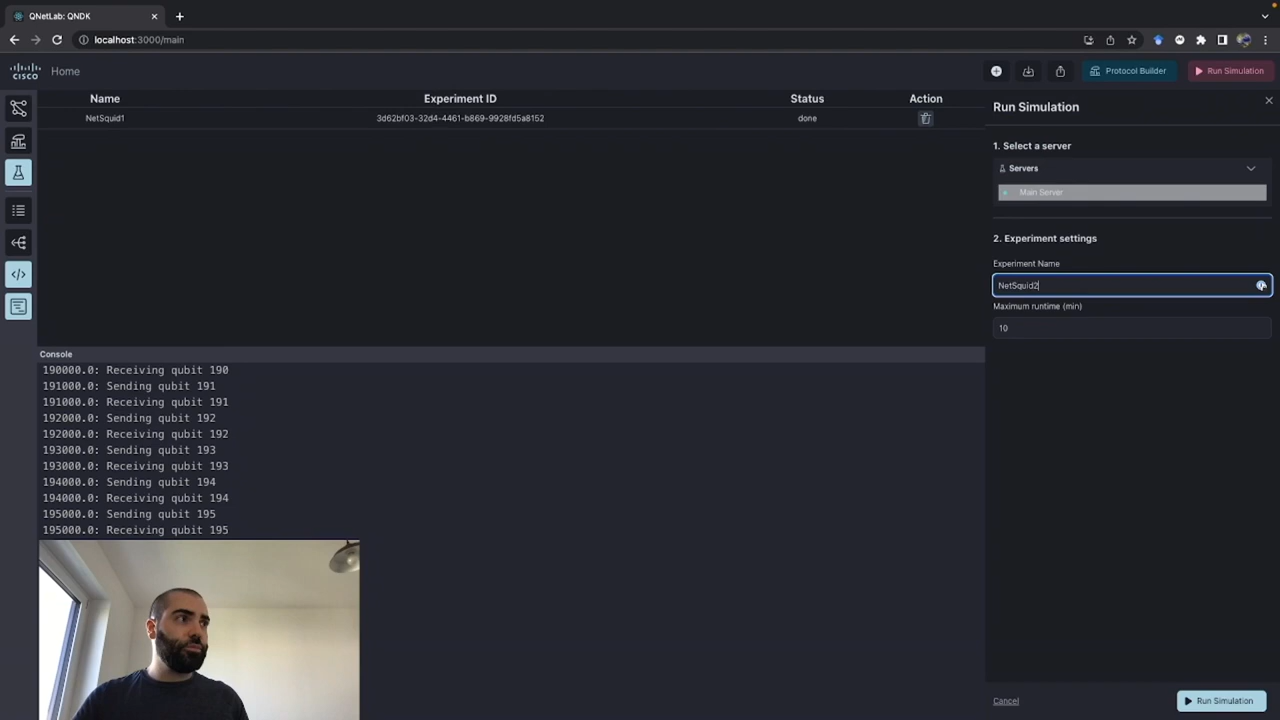 QNetLab: QNDK
localhost:3000/main
cisco
Home
Protocol Builder
Run Simulation
Name
Experiment ID
Status
Action
NetSquid1
3d62bf03-32d4-4461-b869-9928fd5a8152
done
Run Simulation
1. Select a server
Servers
Main Server
2. Experiment settings
Experiment Name
NetSquid2
Maximum runtime (min)
10
Console
190000.0: Receiving qubit 190
191000.0: Sending qubit 191
191000.0: Receiving qubit 191
192000.0: Sending qubit 192
192000.0: Receiving qubit 192
193000.0: Sending qubit 193
193000.0: Receiving qubit 193
194000.0: Sending qubit 194
194000.0: Receiving qubit 194
195000.0: Sending qubit 195
195000.0: Receiving qubit 195
Cancel
Run Simulation